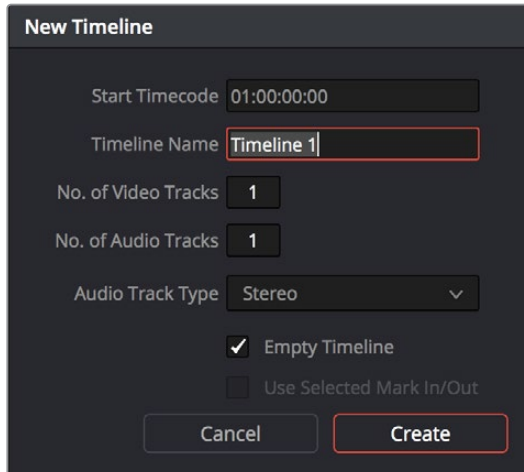 New Timeline
Start Timecode 01:00:00:00
Timeline Name Timeline 1
No. of Video Tracks 1
No. of Audio Tracks 1
Audio Track Type Stereo
Empty Timeline
Use Selected Mark In/Out
Cancel Create